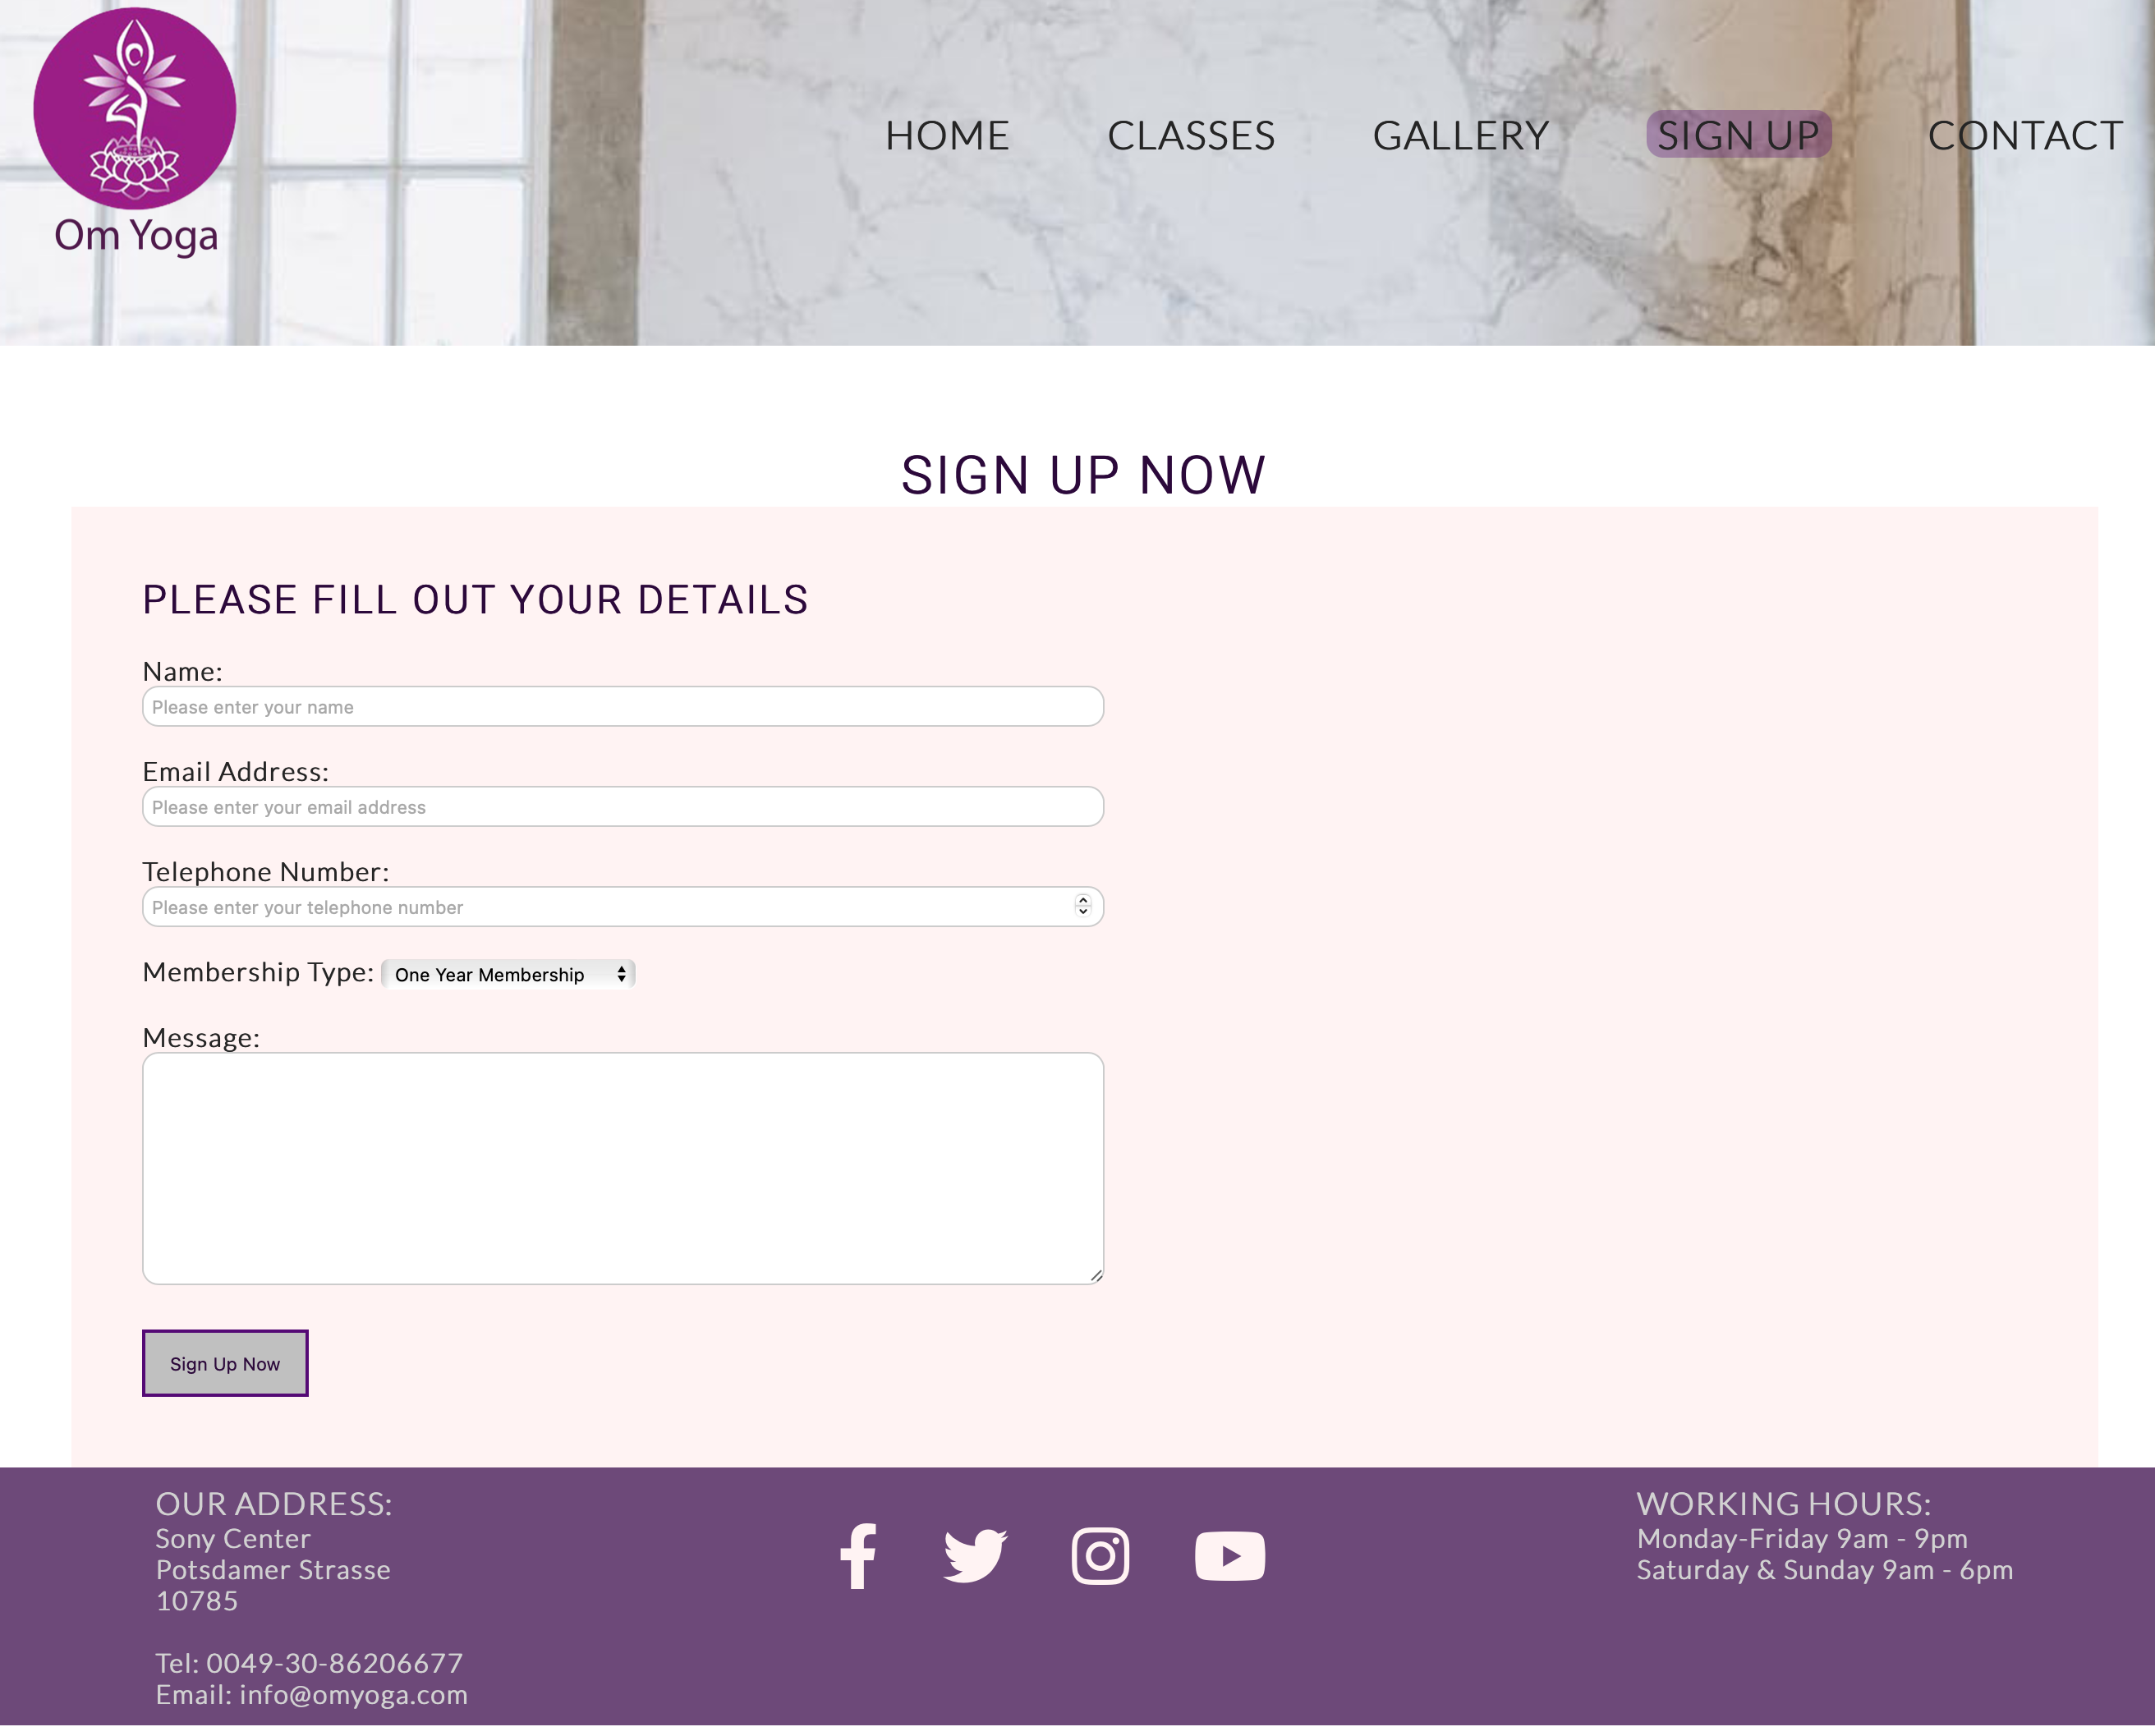 Om Yoga
HOME CLASSES GALLERY SIGN UP CONTACT
SIGN UP NOW
PLEASE FILL OUT YOUR DETAILS
Name:
Please enter your name
Email Address:
Please enter your email address
Telephone Number:
Please enter your telephone number
Membership Type: One Year Membership
Message:
Sign Up Now
OUR ADDRESS:
Sony Center
Potsdamer Strasse
10785
Tel: 0049-30-86206677
Email: info@omyoga.com
WORKING HOURS:
Monday-Friday 9am - 9pm
Saturday & Sunday 9am - 6pm